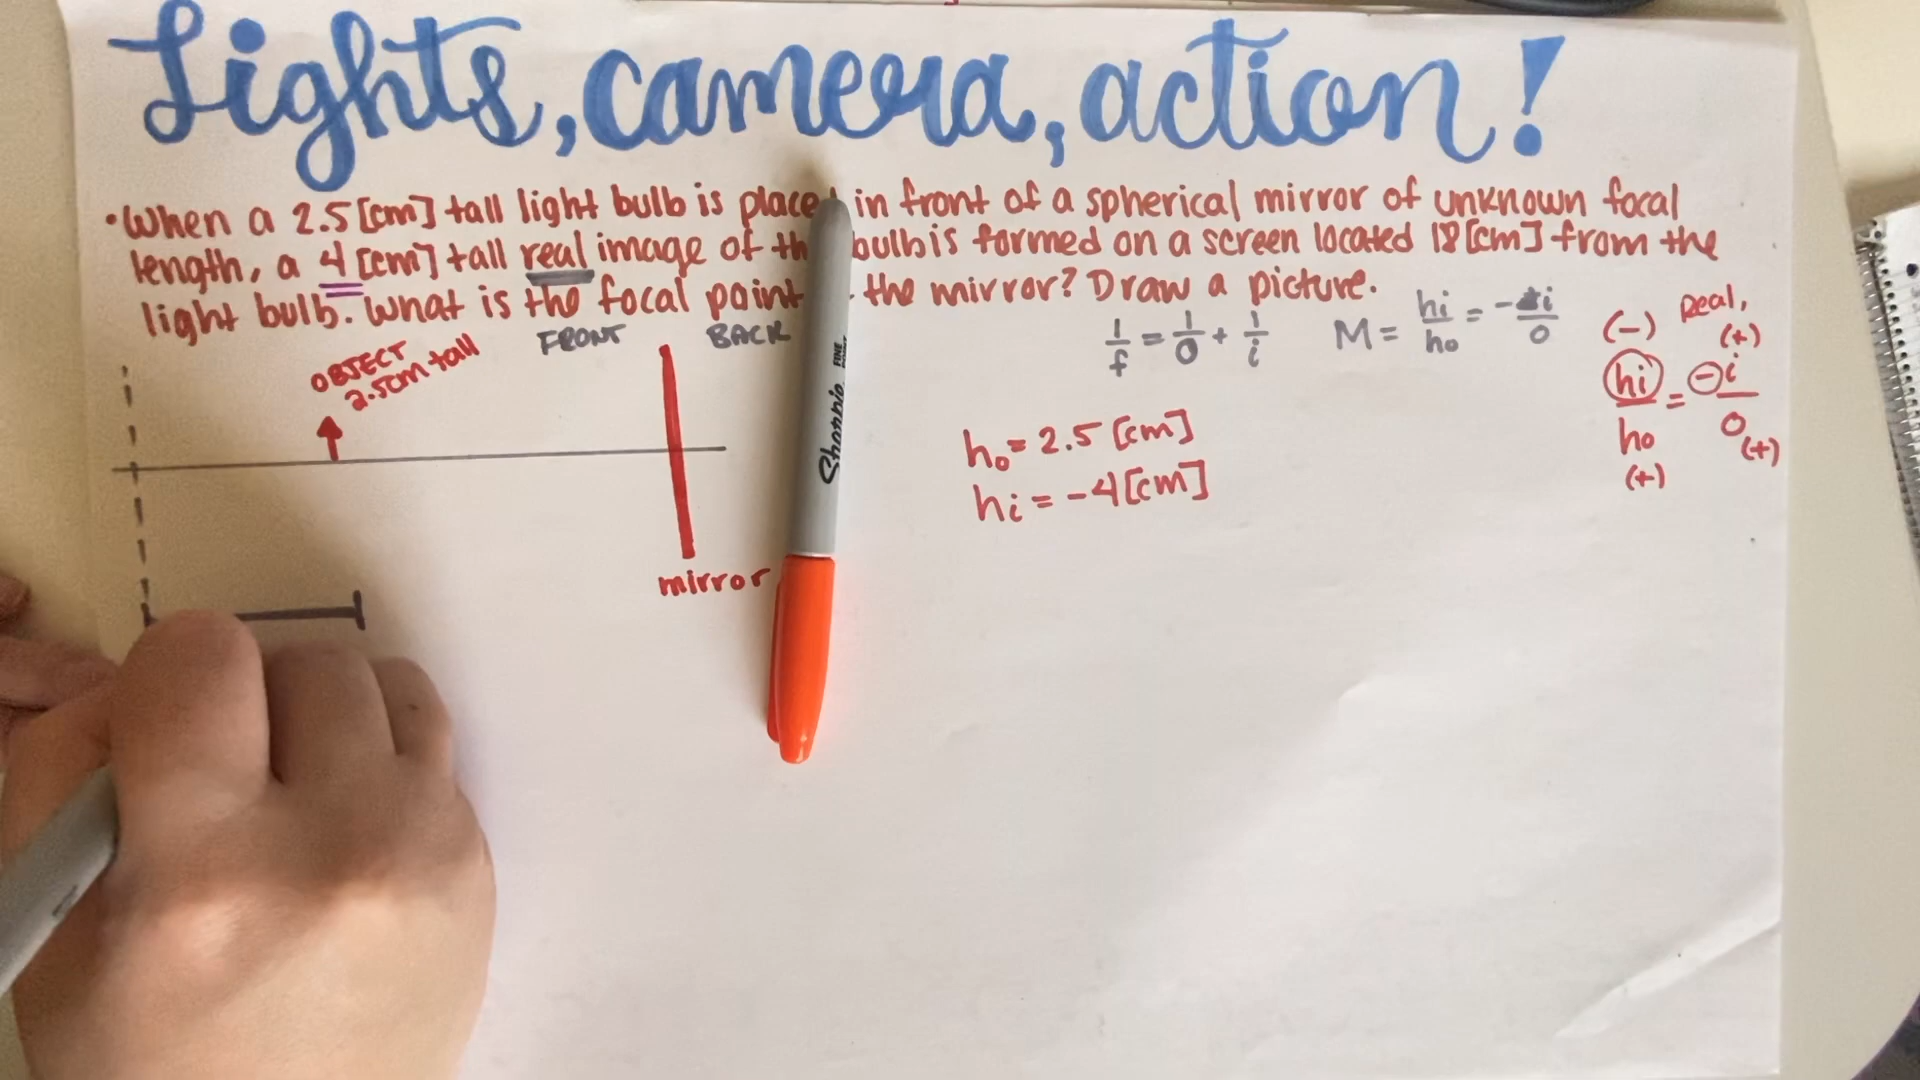 Lights, camera, action!
• When a 2.5 [cm] tall light bulb is place in front of a spherical mirror of unknown focal
length, a 4 [cm] tall real image of th bulb is formed on a screen located 18 [cm] from the
light bulb. What is the focal point the mirror? Draw a picture.
OBJECT
2.5cm tall
FRONT
BACK
mirror
Sharpie
FINE
1/f = 1/o + 1/i
M = hi/ho = -i/o
ho = 2.5 [cm]
hi = -4 [cm]
(-) Real,
(+)
hi/ho = -i/o
(+) (+)